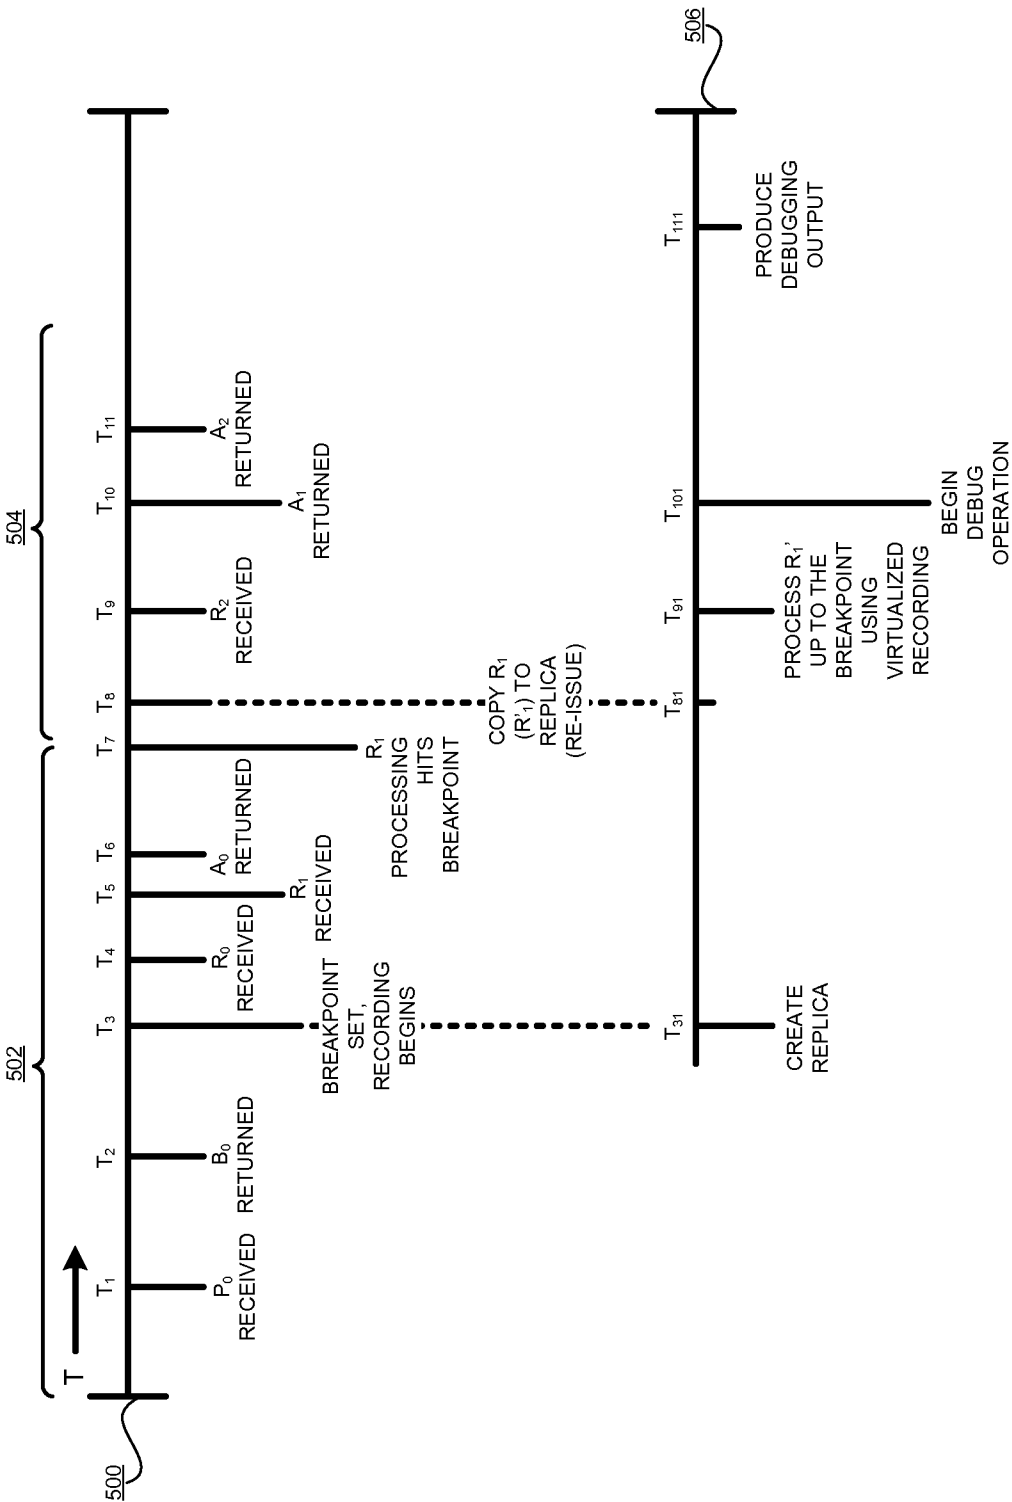 502
504
T
500
T1
P0
RECEIVED
T2
B0
RETURNED
T3
BREAKPOINT
SET,
RECORDING
BEGINS
T4
R0
RECEIVED
T5
R1
RECEIVED
T6
A0
RETURNED
T7
R1
PROCESSING
HITS
BREAKPOINT
T8
COPY R1
(R'1) TO
REPLICA
(RE-ISSUE)
T9
R2
RECEIVED
T10
A1
RETURNED
T11
A2
RETURNED
506
T31
CREATE
REPLICA
T81
T91
PROCESS R1'
UP TO THE
BREAKPOINT
USING
VIRTUALIZED
RECORDING
T101
BEGIN
DEBUG
OPERATION
T111
PRODUCE
DEBUGGING
OUTPUT